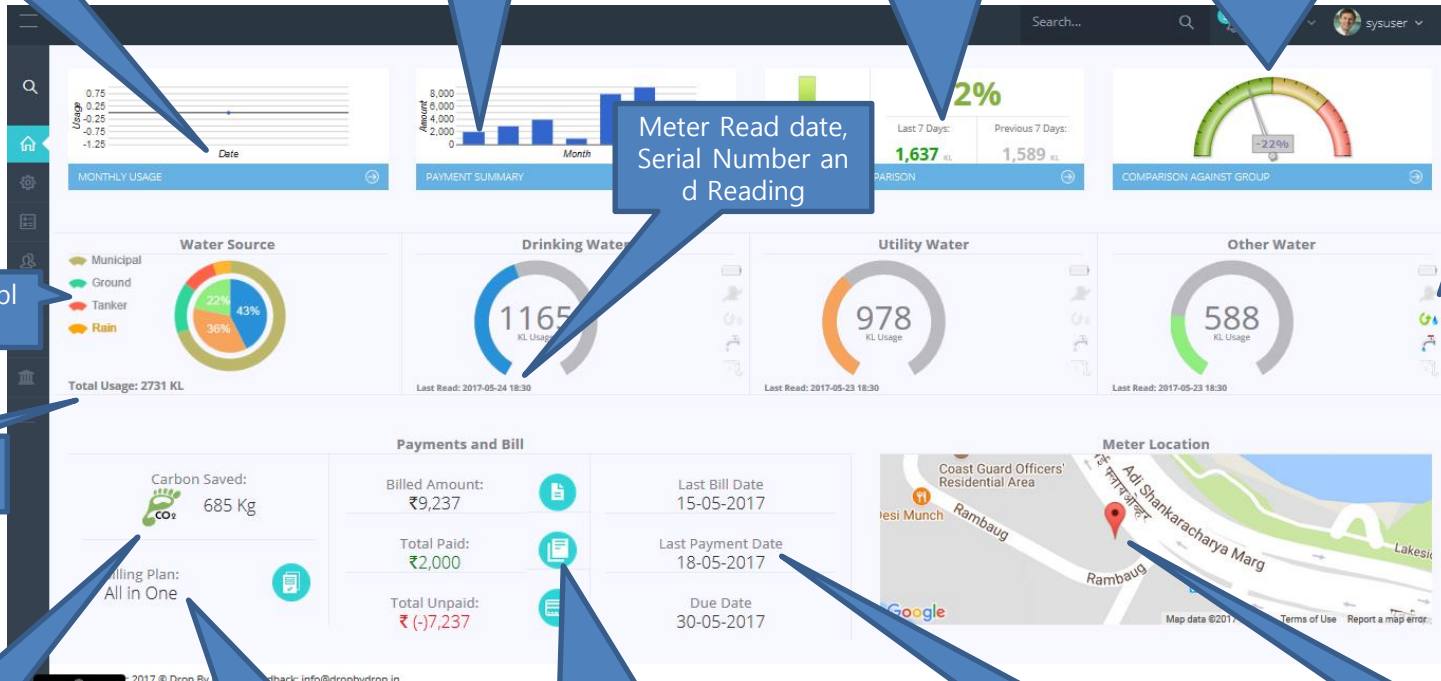 Search...
sysuser
0.75
0.25
-0.25
-0.75
-1.25
Usage
Date
MONTHLY USAGE
8,000
6,000
4,000
2,000
0
Amount
Month
PAYMENT SUMMARY
Meter Read date,
Serial Number an
d Reading
2%
Last 7 Days:
Previous 7 Days:
1,637 KL
1,589 KL
-22%
COMPARISON AGAINST GROUP
Water Source
Municipal
Ground
Tanker
Rain
22%
43%
36%
Total Usage: 2731 KL
Drinking Water
1165
KL Usage
Last Read: 2017-05-24 18:30
Utility Water
978
KL Usage
Last Read: 2017-05-23 18:30
Other Water
588
KL Usage
Last Read: 2017-05-23 18:30
Payments and Bill
Carbon Saved:
CO2
685 Kg
Plan:
All in One
Billed Amount:
₹9,237
Total Paid:
₹2,000
Total Unpaid:
₹ (-)7,237
Last Bill Date
15-05-2017
Last Payment Date
18-05-2017
Due Date
30-05-2017
Meter Location
Coast Guard Officers'
Residential Area
Munch
Rambaug
Adi Shankaracharya Marg
Rambaug
Google
Map data ©2017
Terms of Use
Report a map error
2017 © Drop By
info@dropbydrop.in